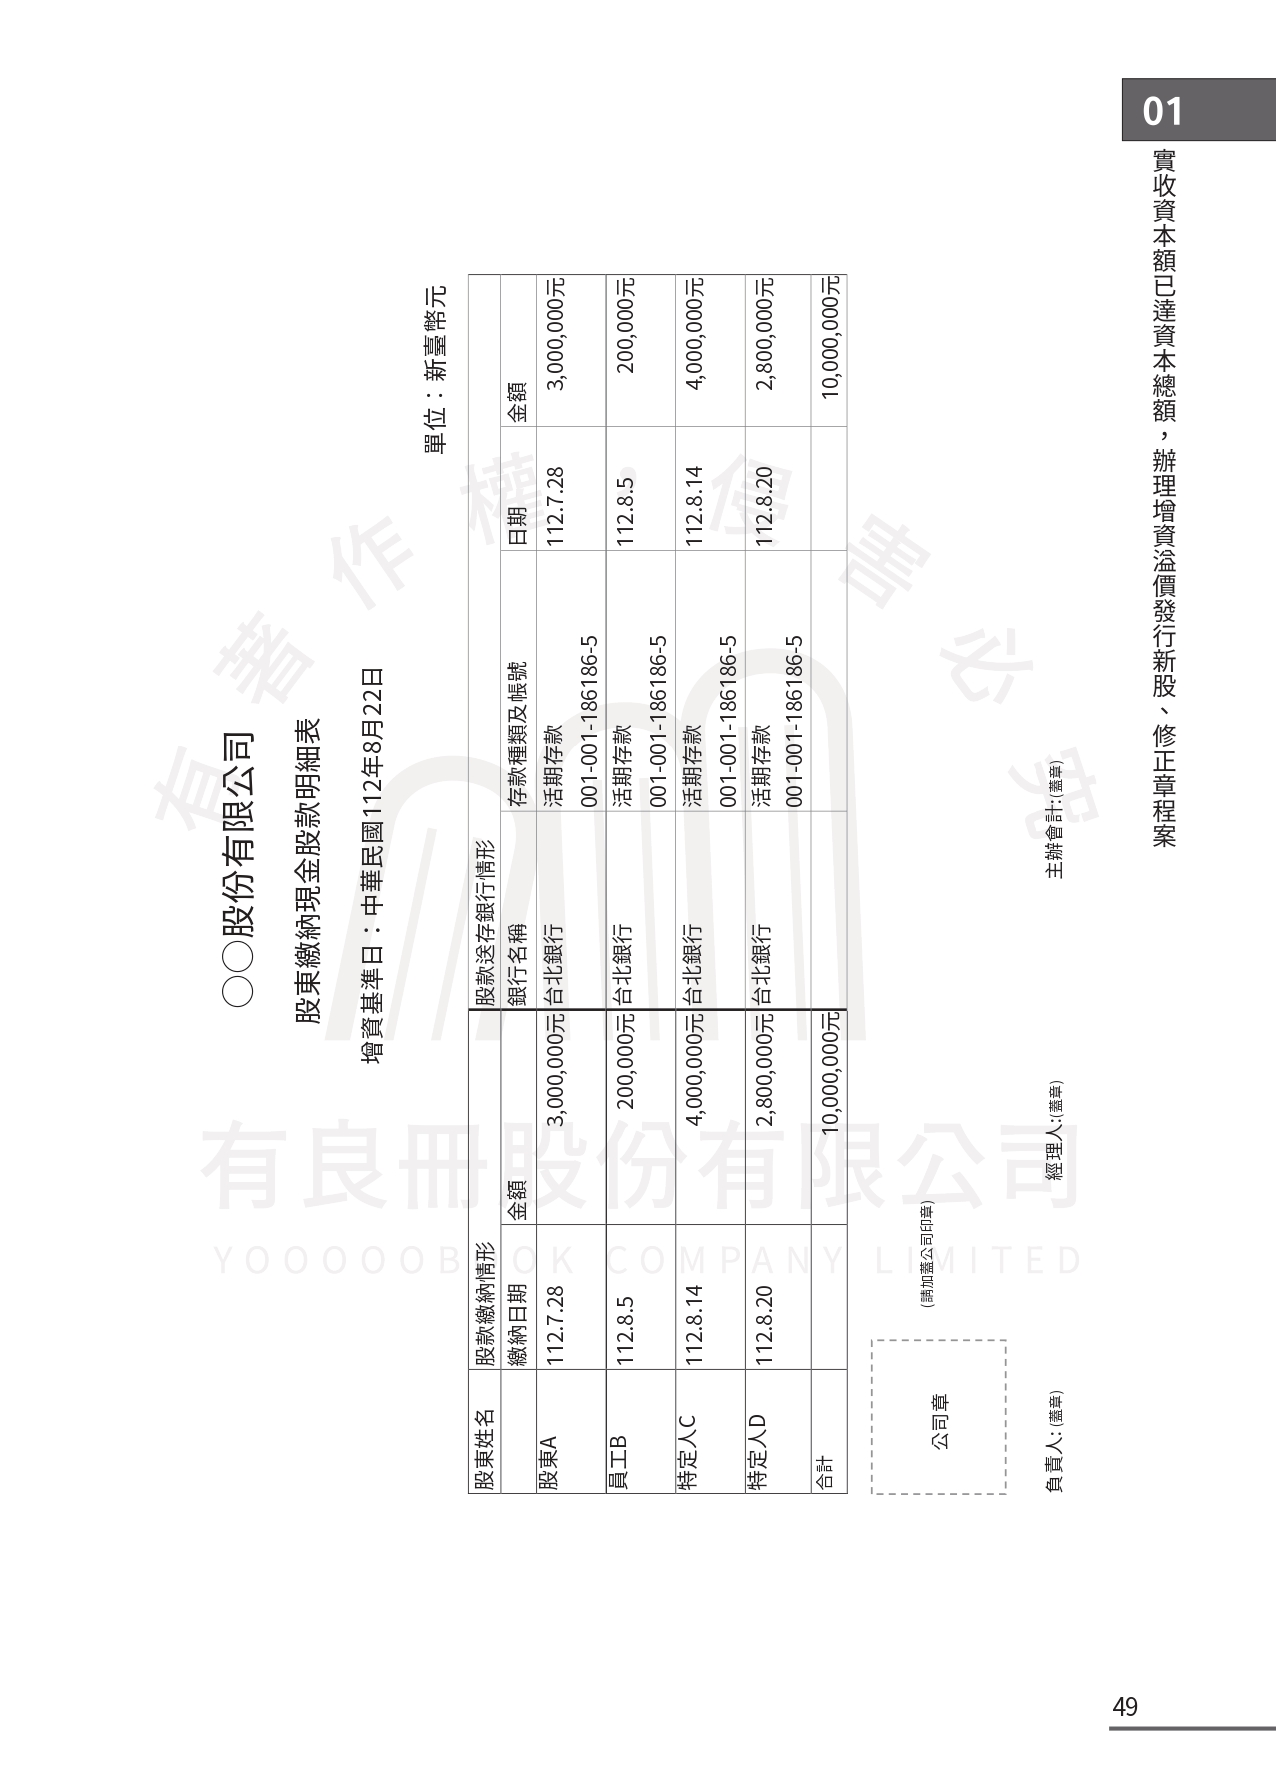 01
實收資本額已達資本總額，辦理增資溢價發行新股、修正章程案
○○股份有限公司
股東繳納現金股款明細表
增資基準日：中華民國112年8月22日
單位：新臺幣元
股東姓名 股款繳納情形 股款送存銀行情形
繳納日期 金額 銀行名稱 存款種類及帳號 日期 金額
股東A 112.7.28 3,000,000元 台北銀行 活期存款 112.7.28 3,000,000元
001-001-186186-5
員工B 112.8.5 200,000元 台北銀行 活期存款 112.8.5 200,000元
001-001-186186-5
特定人C 112.8.14 4,000,000元 台北銀行 活期存款 112.8.14 4,000,000元
001-001-186186-5
特定人D 112.8.20 2,800,000元 台北銀行 活期存款 112.8.20 2,800,000元
001-001-186186-5
合計 10,000,000元 10,000,000元
(請加蓋公司印章)
公司章
負責人:(蓋章) 經理人:(蓋章) 主辦會計:(蓋章)
有著作權，侵害必究
有良冊股份有限公司
YOOOOOBOOK COMPANY LIMITED
49